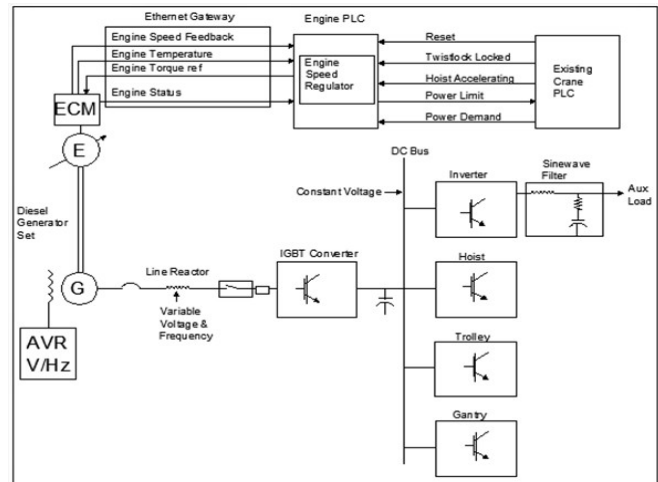 Ethernet Gateway
Engine PLC
Engine Speed Feedback
Engine Temperature
Engine Torque ref
Engine Status
ECM
E
Engine
Speed
Regulator
Reset
Twistlock Locked
Hoist Accelerating
Power Limit
Power Demand
Existing
Crane
PLC
DC Bus
Constant Voltage
Inverter
Sinewave
Filter
Aux
Load
Diesel
Generator
Set
G
Line Reactor
Variable
Voltage &
Frequency
IGBT Converter
Hoist
AVR
V/Hz
Trolley
Gantry